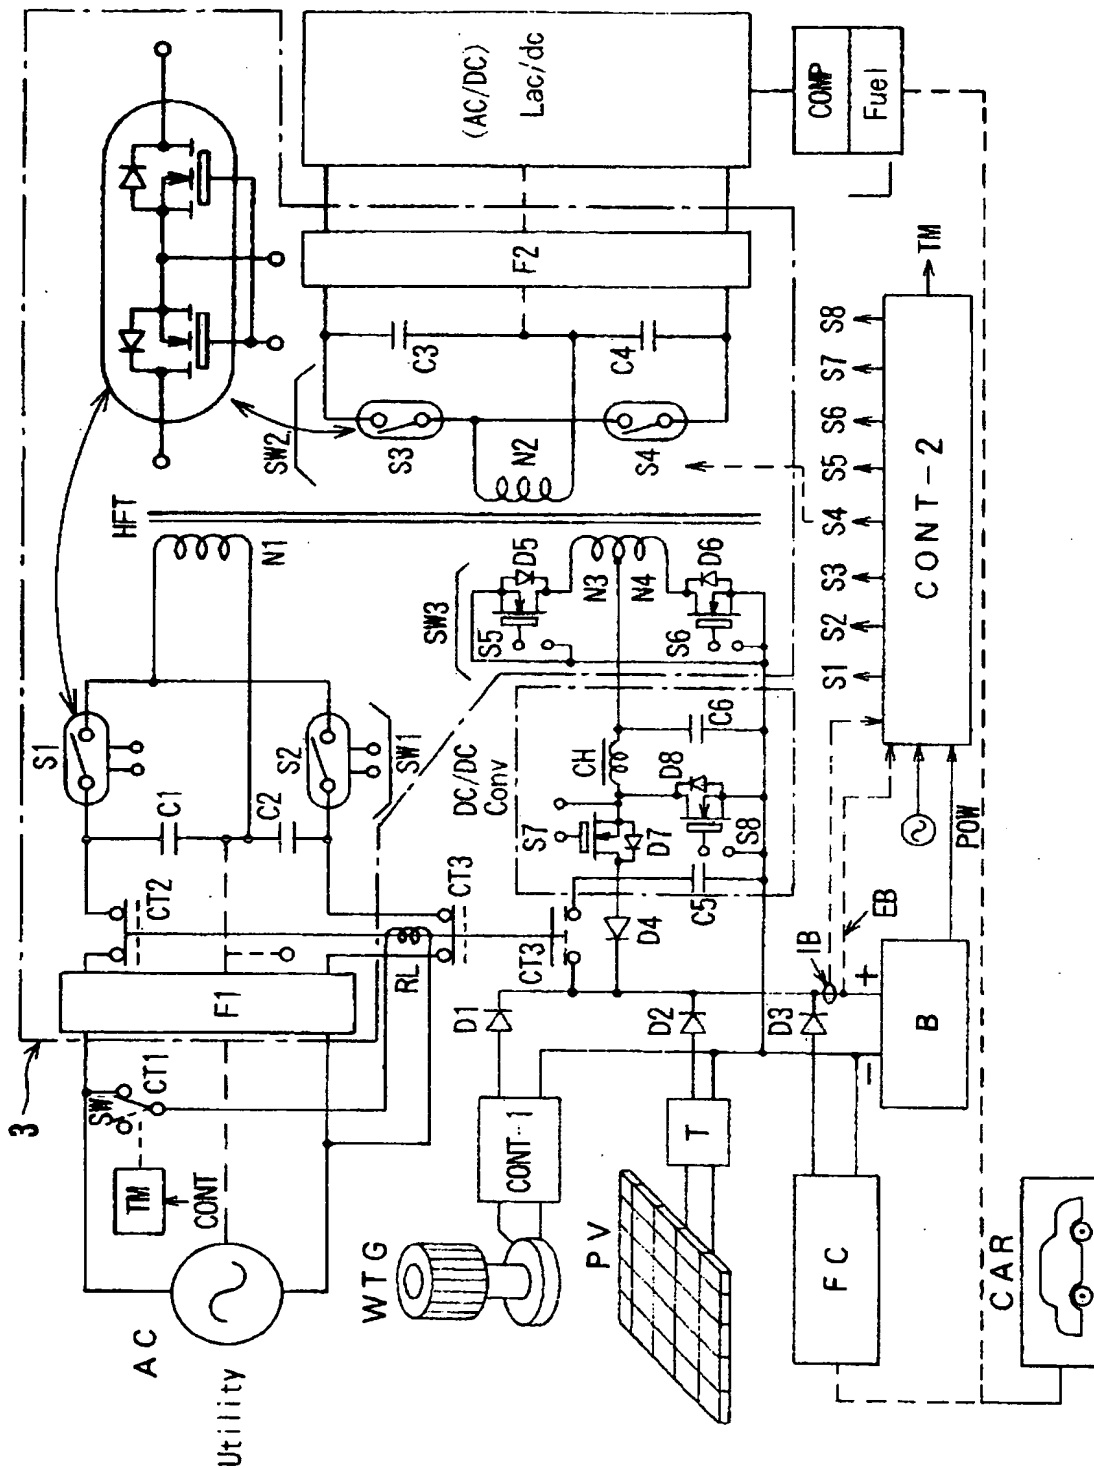 3
AC
Utility
TM
CONT
SW
CT1
F1
CT2
RL
CT3
C1
C2
S1
S2
SW1
N1
HFT
SW2
S3
S4
N2
C3
C4
F2
(AC/DC)
Lac/dc
COMP
Fuel
WTG
CONT-1
D1
PV
T
D2
FC
D3
CAR
B
+
-
IB
EB
POW
CT3
D4
DC/DC
Conv
S7
D7
C5
CH
D8
S8
C6
SW3
S5
D5
N3
N4
S6
D6
CONT-2
S1
S2
S3
S4
S5
S6
S7
S8
TM